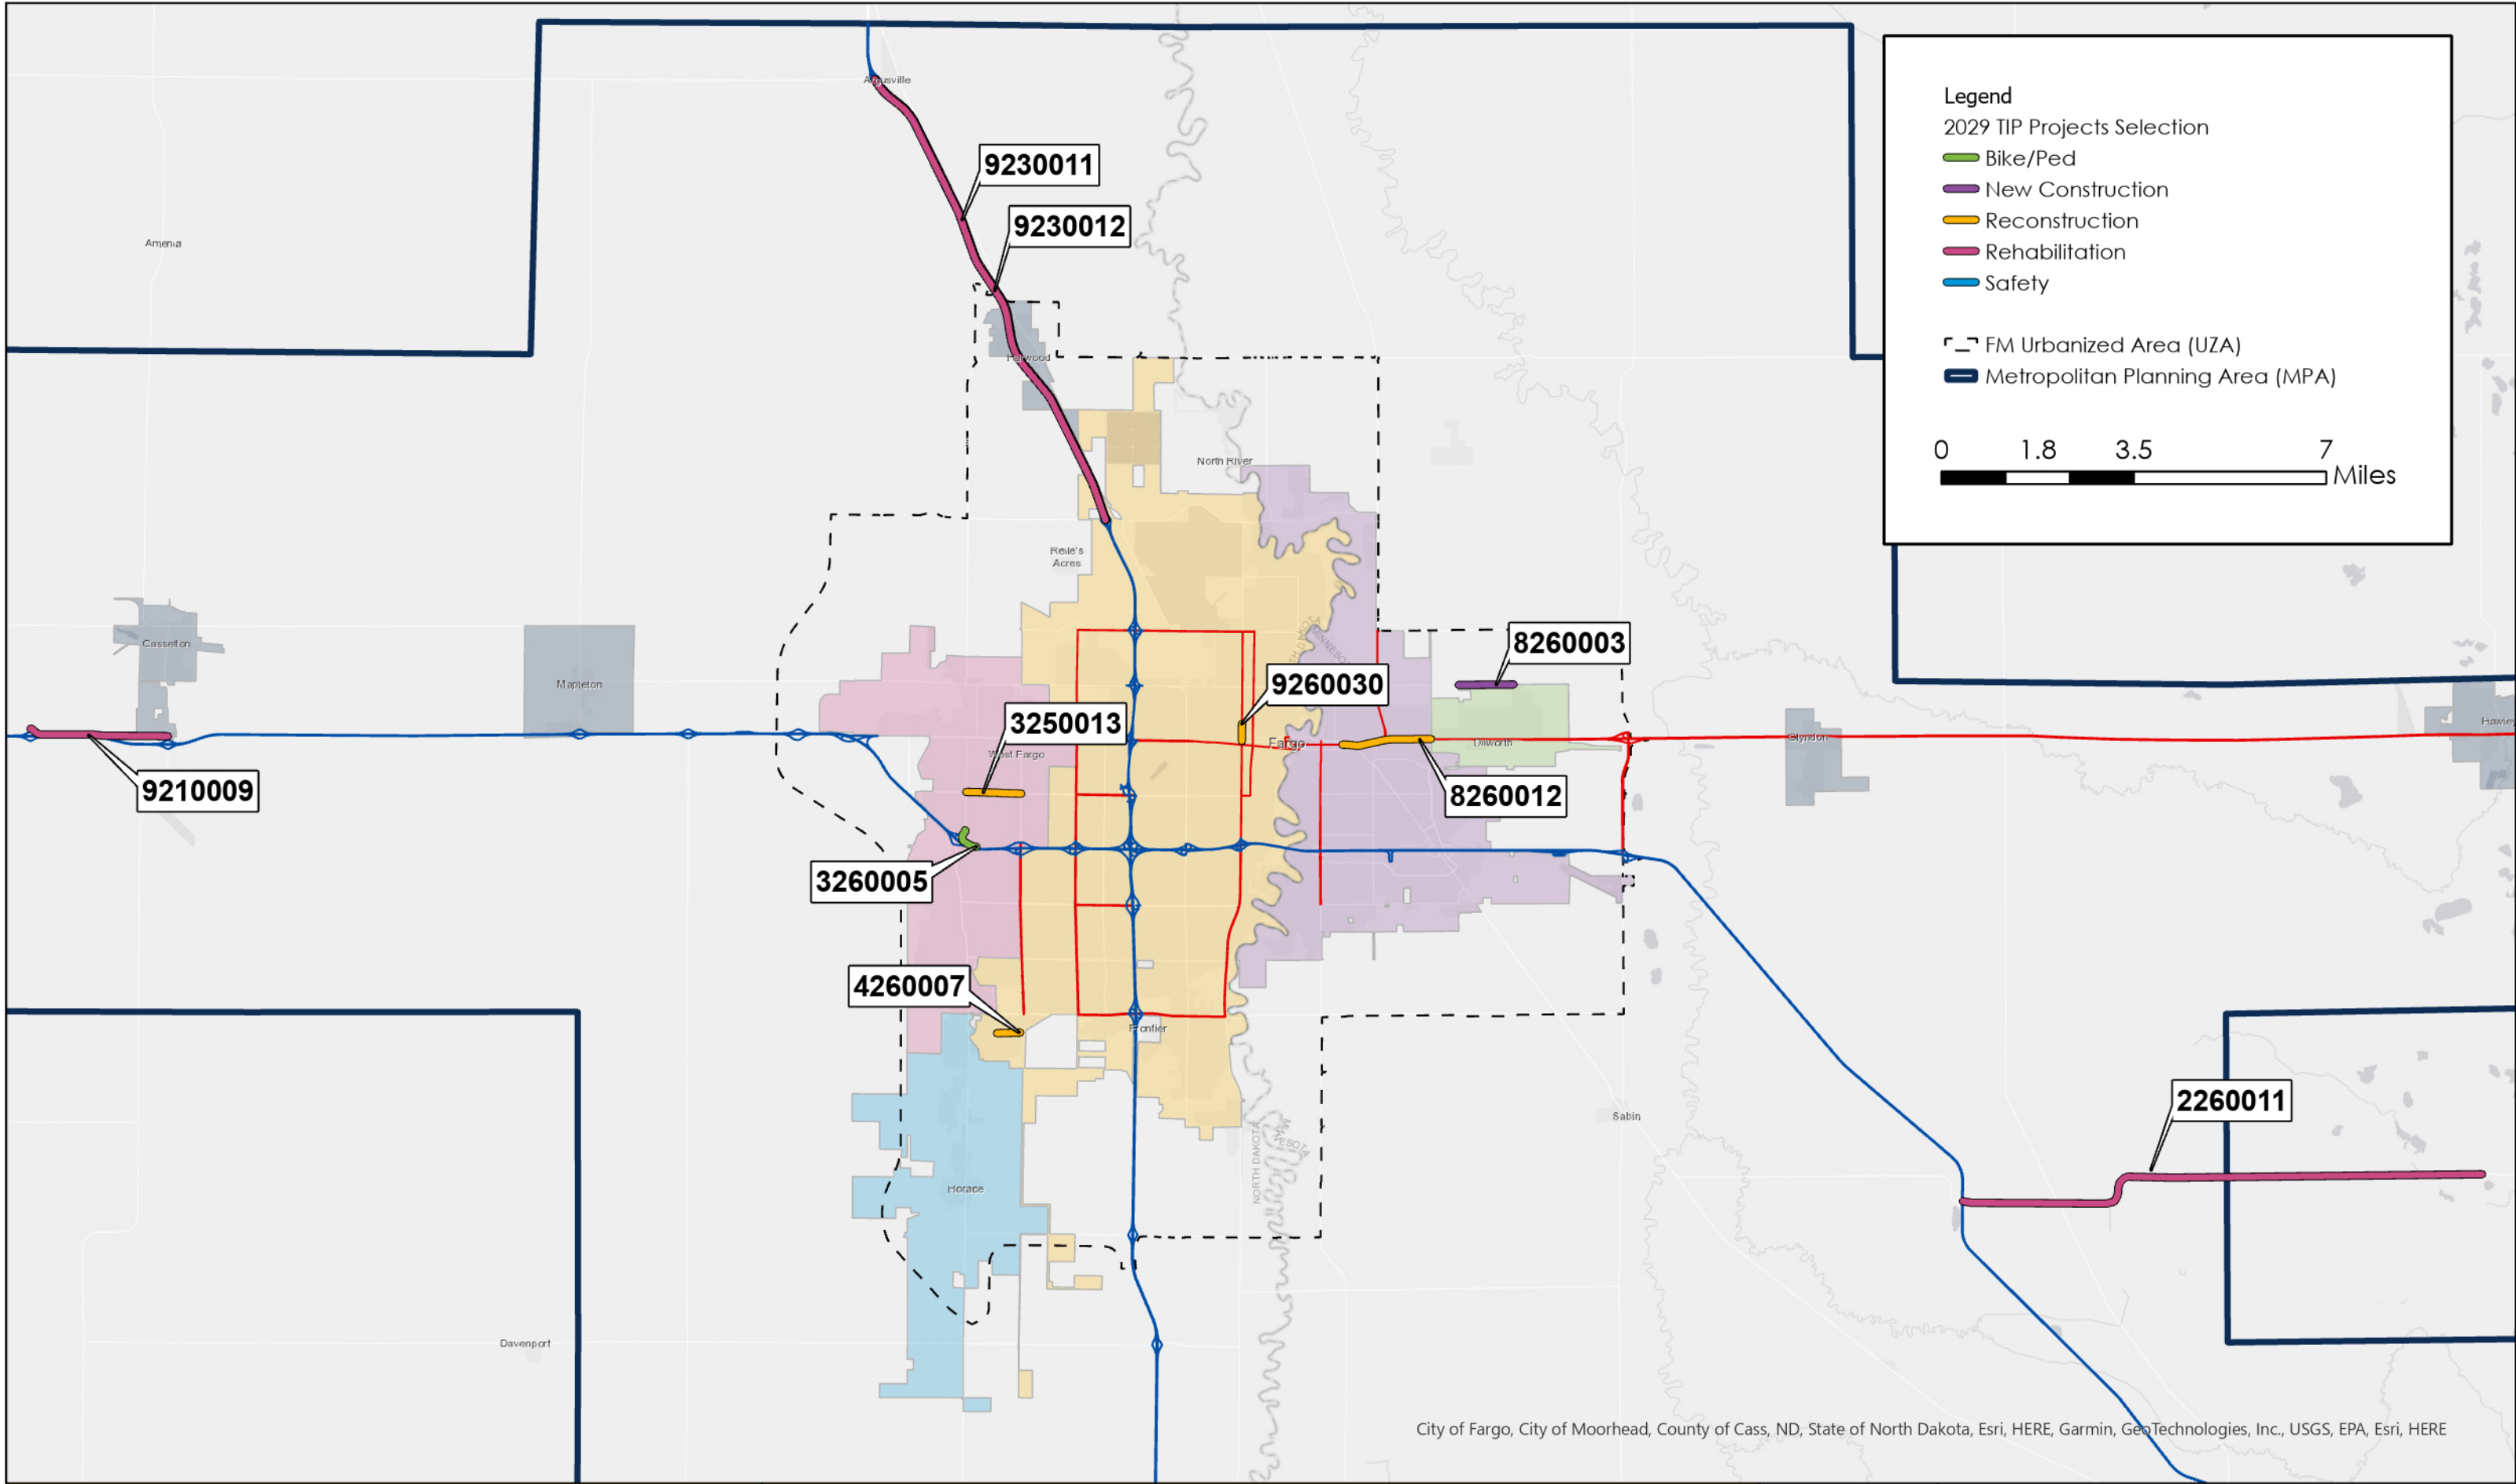 Legend
2029 TIP Projects Selection
Bike/Ped
New Construction
Reconstruction
Rehabilitation
Safety
FM Urbanized Area (UZA)
Metropolitan Planning Area (MPA)
0 1.8 3.5 7
Miles
Argusville
9230011
9230012
Amenia
Harwood
North River
Reile's
Acres
Casselton
Mapleton
8260003
9260030
3250013
West Fargo
Fargo
Dilworth
Glyndon
9210009
8260012
3260005
4260007
Frontier
2260011
Sabin
NORTH DAKOTA
Horace
Davenport
City of Fargo, City of Moorhead, County of Cass, ND, State of North Dakota, Esri, HERE, Garmin, GeoTechnologies, Inc., USGS, EPA, Esri, HERE